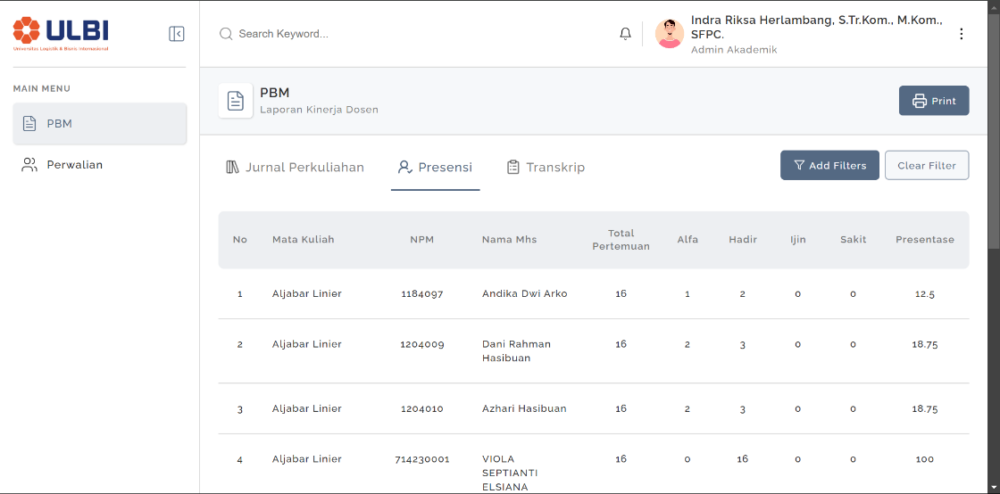 ULBI
Universitas Logistik & Bisnis Internasional
Search Keyword...
Indra Riksa Herlambang, S.Tr.Kom., M.Kom.,
SFPC.
Admin Akademik
MAIN MENU
PBM
Perwalian
PBM
Laporan Kinerja Dosen
Print
Jurnal Perkuliahan
Presensi
Transkrip
Add Filters
Clear Filter
No Mata Kuliah NPM Nama Mhs Total Pertemuan Alfa Hadir Ijin Sakit Presentase
1 Aljabar Linier 1184097 Andika Dwi Arko 16 1 2 0 0 12.5
2 Aljabar Linier 1204009 Dani Rahman 16 2 3 0 0 18.75
Hasibuan
3 Aljabar Linier 1204010 Azhari Hasibuan 16 2 3 0 0 18.75
4 Aljabar Linier 714230001 VIOLA 16 0 16 0 0 100
SEPTIANTI
ELSIANA